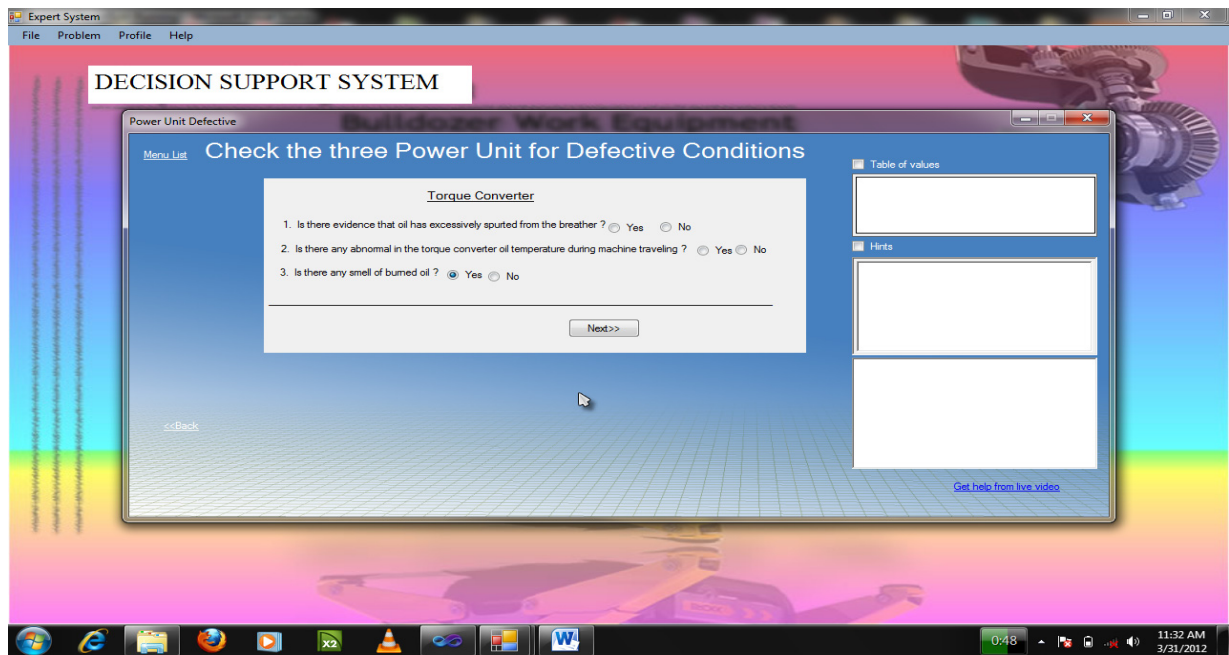 Expert System
File Problem Profile Help
DECISION SUPPORT SYSTEM
Bulldozer Work Equipment
Power Unit Defective
Menu List Check the three Power Unit for Defective Conditions
Torque Converter
1. Is there evidence that oil has excessively spurted from the breather ? Yes No
2. Is there any abnormal in the torque converter oil temperature during machine traveling ? Yes No
3. Is there any smell of burned oil ? Yes No
Next>>
<<Back
Table of values
Hints
Get help from live video
X2
W
0:48
11:32 AM
3/31/2012